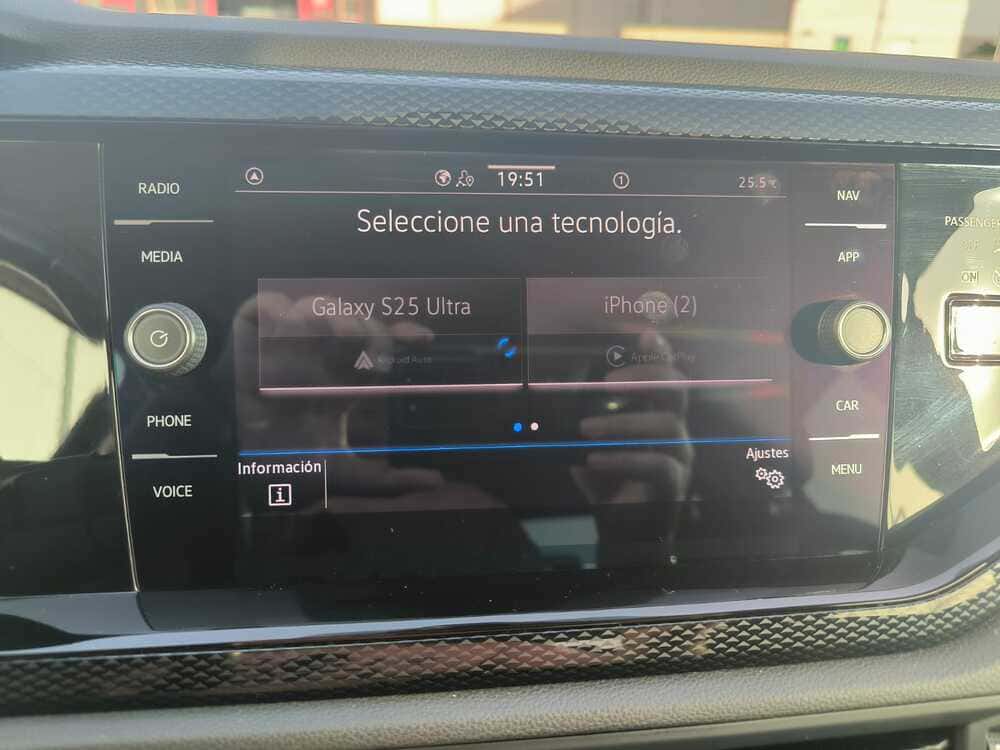 RADIO
MEDIA
PHONE
VOICE
19:51
1
25.5°C
Seleccione una tecnología.
Galaxy S25 Ultra
Android Auto
iPhone (2)
Apple CarPlay
Información
i
Ajustes
NAV
APP
CAR
MENU
PASSENGER
ON